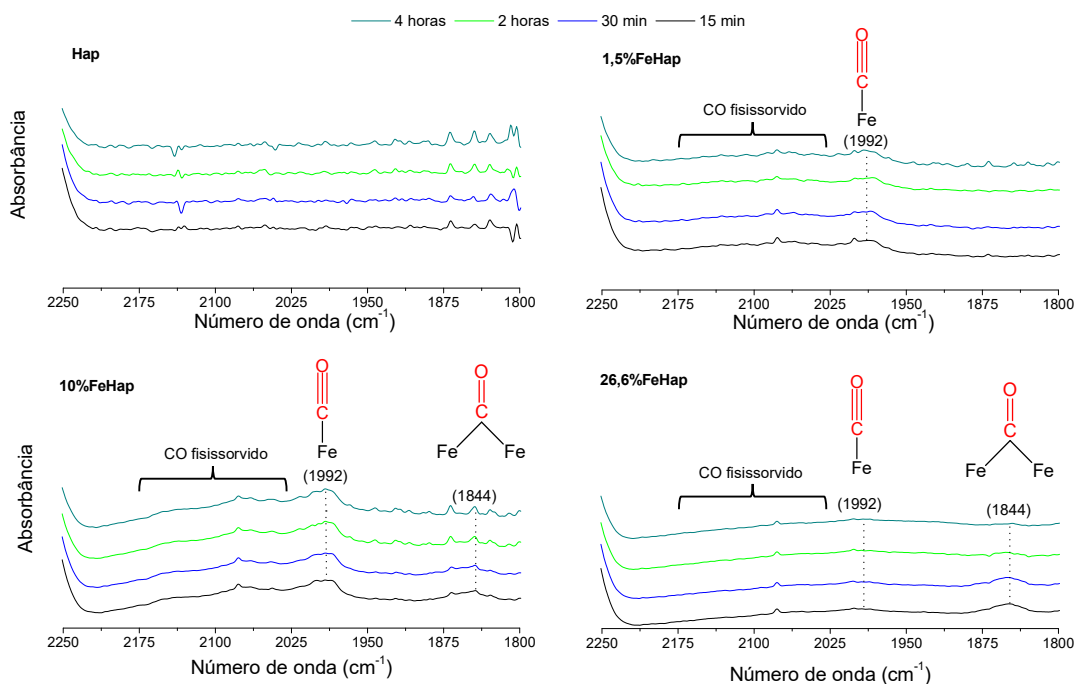 4 horas 2 horas 30 min 15 min
Hap
Absorbância
2250 2175 2100 2025 1950 1875 1800
Número de onda (cm⁻¹)
1,5%FeHap
O
C
Fe
CO fisissorvido
(1992)
2250 2175 2100 2025 1950 1875 1800
Número de onda (cm⁻¹)
10%FeHap
O
C
Fe
O
C
Fe Fe
CO fisissorvido
(1992)
(1844)
Absorbância
2250 2175 2100 2025 1950 1875 1800
Número de onda (cm⁻¹)
26,6%FeHap
O
C
Fe
O
C
Fe Fe
CO fisissorvido
(1992)
(1844)
2250 2175 2100 2025 1950 1875 1800
Número de onda (cm⁻¹)